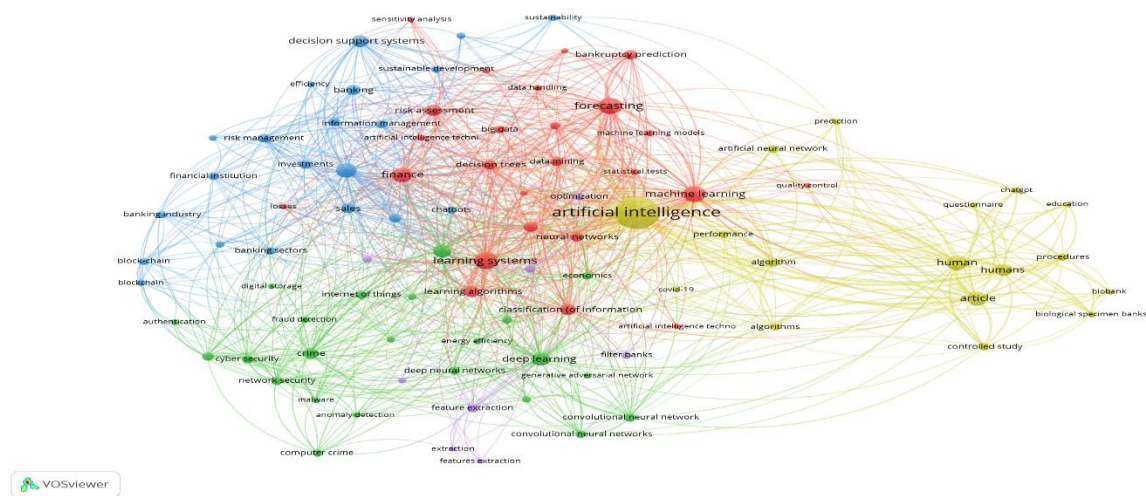 sensitivity analysis
sustainability
decision support systems
bankruptcy prediction
sustainable development
efficiency
banking
data handling
risk assessment
forecasting
information management
prediction
big data
machine learning models
risk management
artificial intelligence techni
artificial neural network
investments
decision trees
data mining
statistical tests
financial institution
finance
quality control
machine learning
chatgpt
education
optimization
losses
sales
chatbots
artificial intelligence
questionnaire
banking industry
neural networks
performance
banking sectors
block-chain
learning systems
algorithm
human
humans
procedures
economics
blockchain
digital storage
internet of things
learning algorithms
covid-19
biobank
article
classification (of information
biological specimen banks
authentication
fraud detection
artificial intelligence techno
algorithms
energy efficiency
controlled study
cyber security
crime
deep learning
filter banks
network security
deep neural networks
generative adversarial network
malware
anomaly detection
feature extraction
convolutional neural network
convolutional neural networks
computer crime
extraction
features extraction
VOSviewer